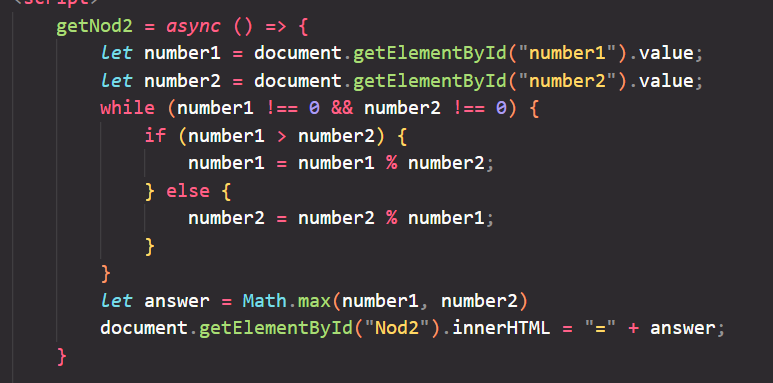 <script>
getNod2 = async () => {
let number1 = document.getElementById("number1").value;
let number2 = document.getElementById("number2").value;
while (number1 !== 0 && number2 !== 0) {
if (number1 > number2) {
number1 = number1 % number2;
} else {
number2 = number2 % number1;
}
}
let answer = Math.max(number1, number2)
document.getElementById("Nod2").innerHTML = "=" + answer;
}